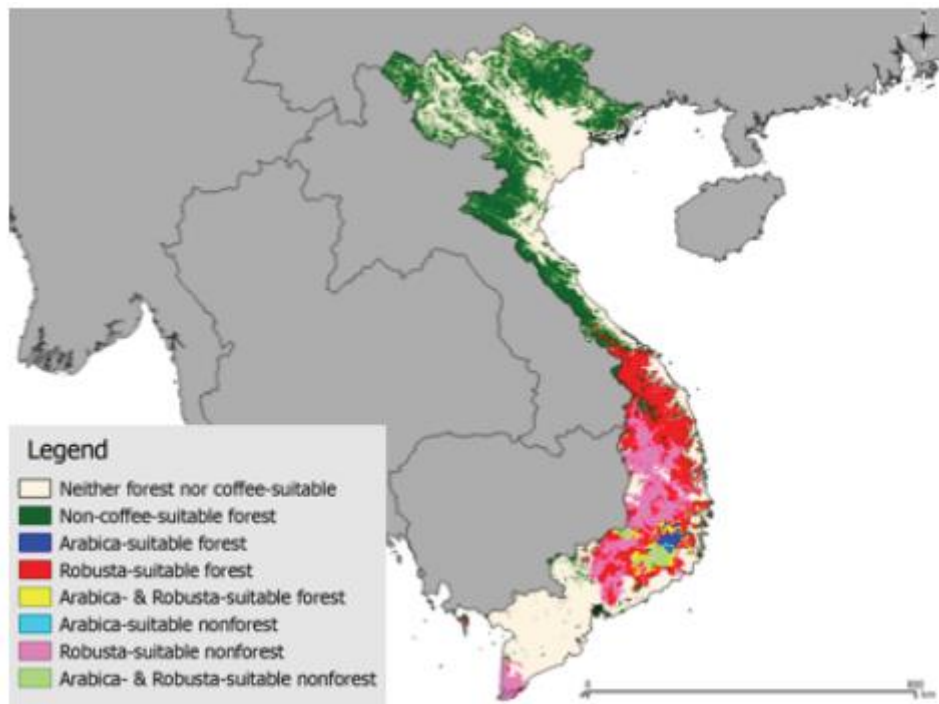 Legend
Neither forest nor coffee-suitable
Non-coffee-suitable forest
Arabica-suitable forest
Robusta-suitable forest
Arabica- & Robusta-suitable forest
Arabica-suitable nonforest
Robusta-suitable nonforest
Arabica- & Robusta-suitable nonforest
0